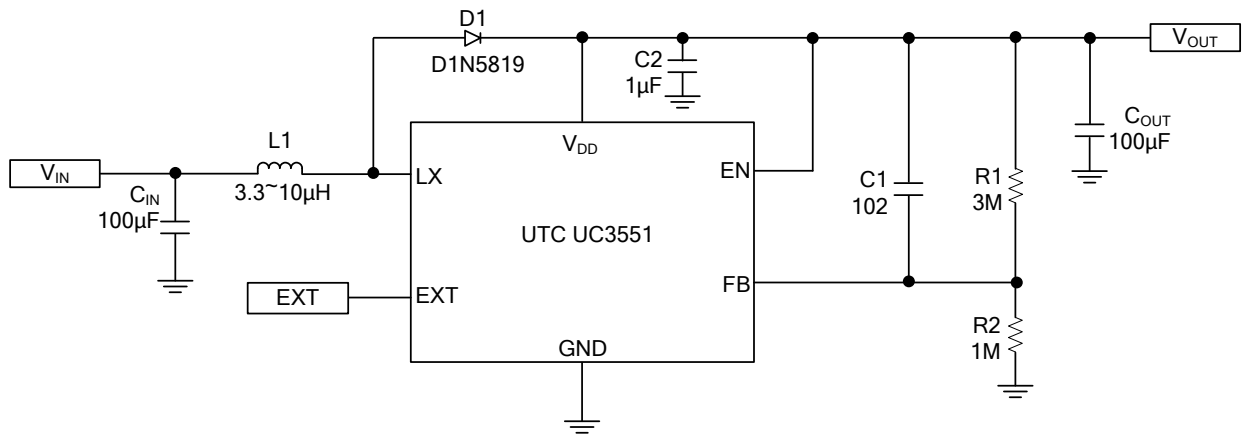 D1
D1N5819
VOUT
C2
1µF
COUT
100µF
L1
3.3~10µH
VIN
CIN
100µF
VDD
LX
EN
C1
102
R1
3M
UTC UC3551
EXT
EXT
FB
R2
1M
GND